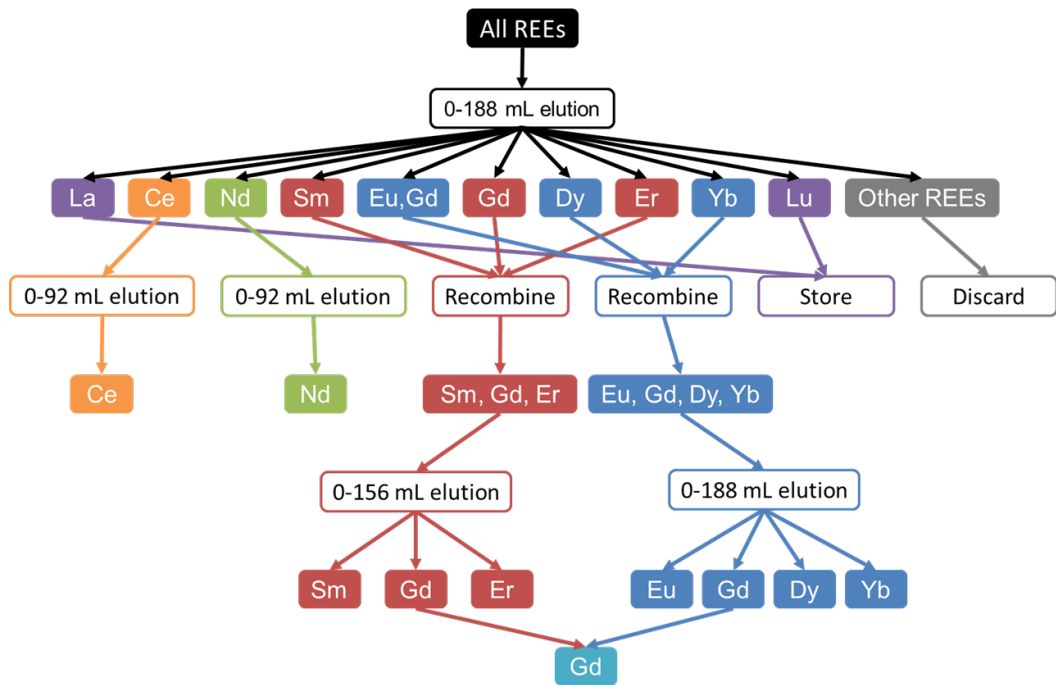 All REEs
0-188 mL elution
La
Ce
Nd
Sm
Eu,Gd
Gd
Dy
Er
Yb
Lu
Other REEs
0-92 mL elution
0-92 mL elution
Recombine
Recombine
Store
Discard
Ce
Nd
Sm, Gd, Er
Eu, Gd, Dy, Yb
0-156 mL elution
0-188 mL elution
Sm
Gd
Er
Eu
Gd
Dy
Yb
Gd